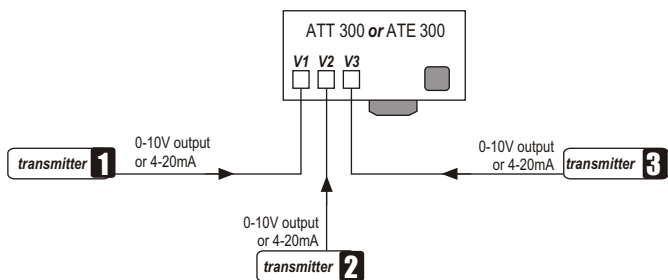 ATT 300 or ATE 300
V1 V2 V3
0-10V output
or 4-20mA
transmitter 1
0-10V output
or 4-20mA
transmitter 3
0-10V output
or 4-20mA
transmitter 2